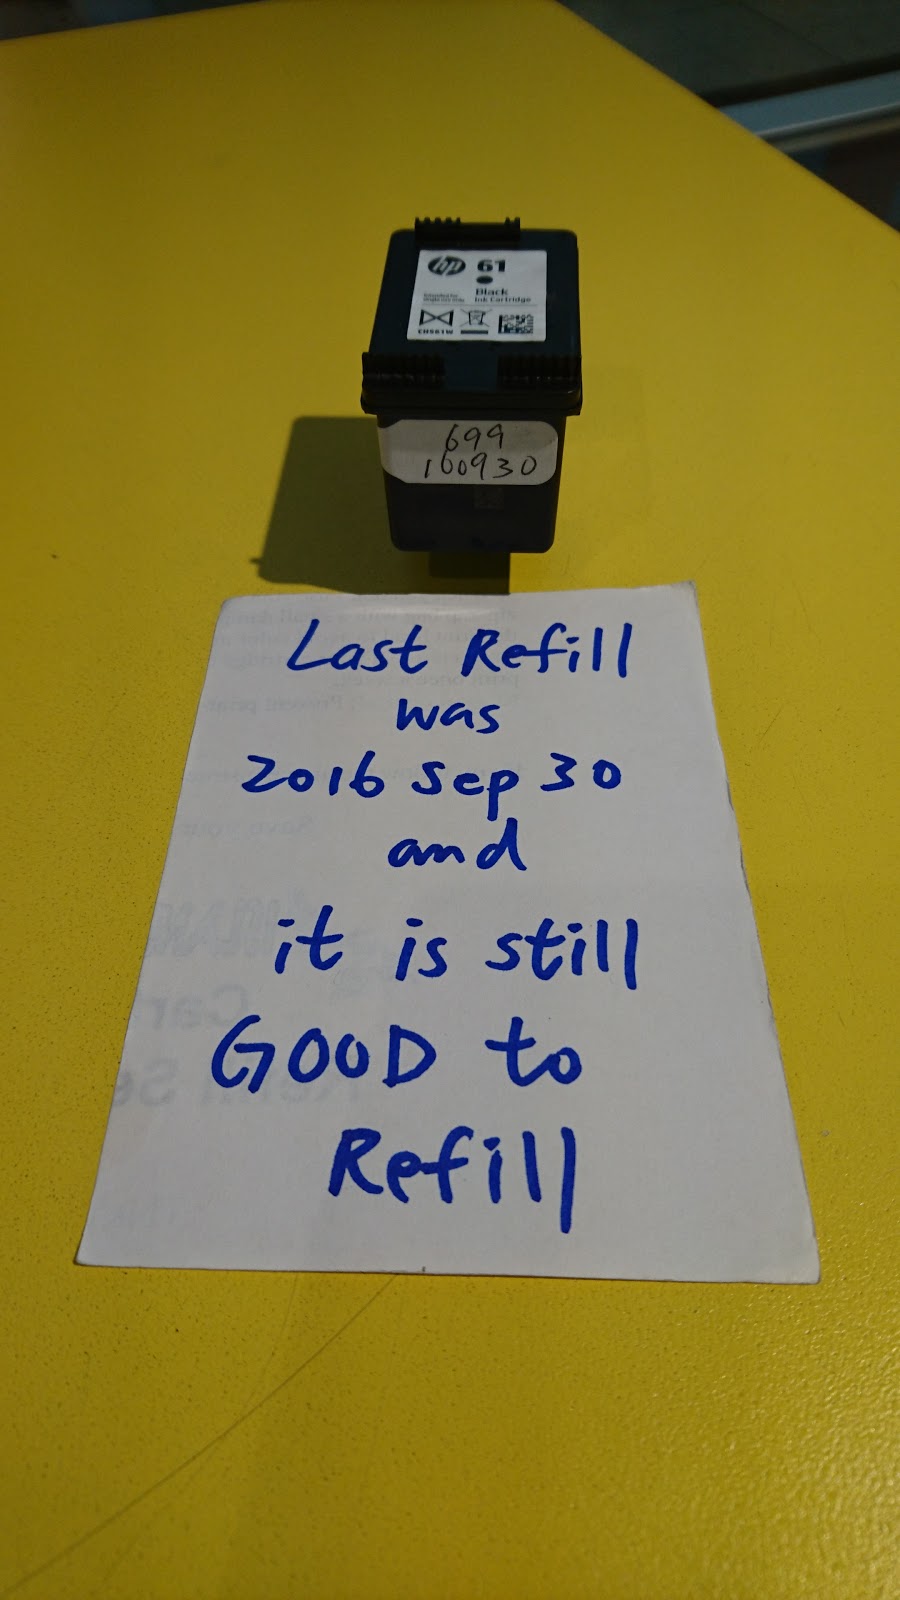 hp 61
Black
Ink Cartridge
CH561W
699
160930
Last Refill
was
2016 Sep 30
and
it is still
GOOD to
Refill